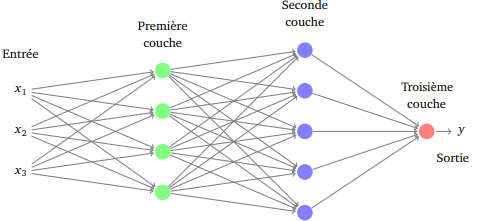 Entrée
x₁
x₂
x₃
Première
couche
Seconde
couche
Troisième
couche
y
Sortie